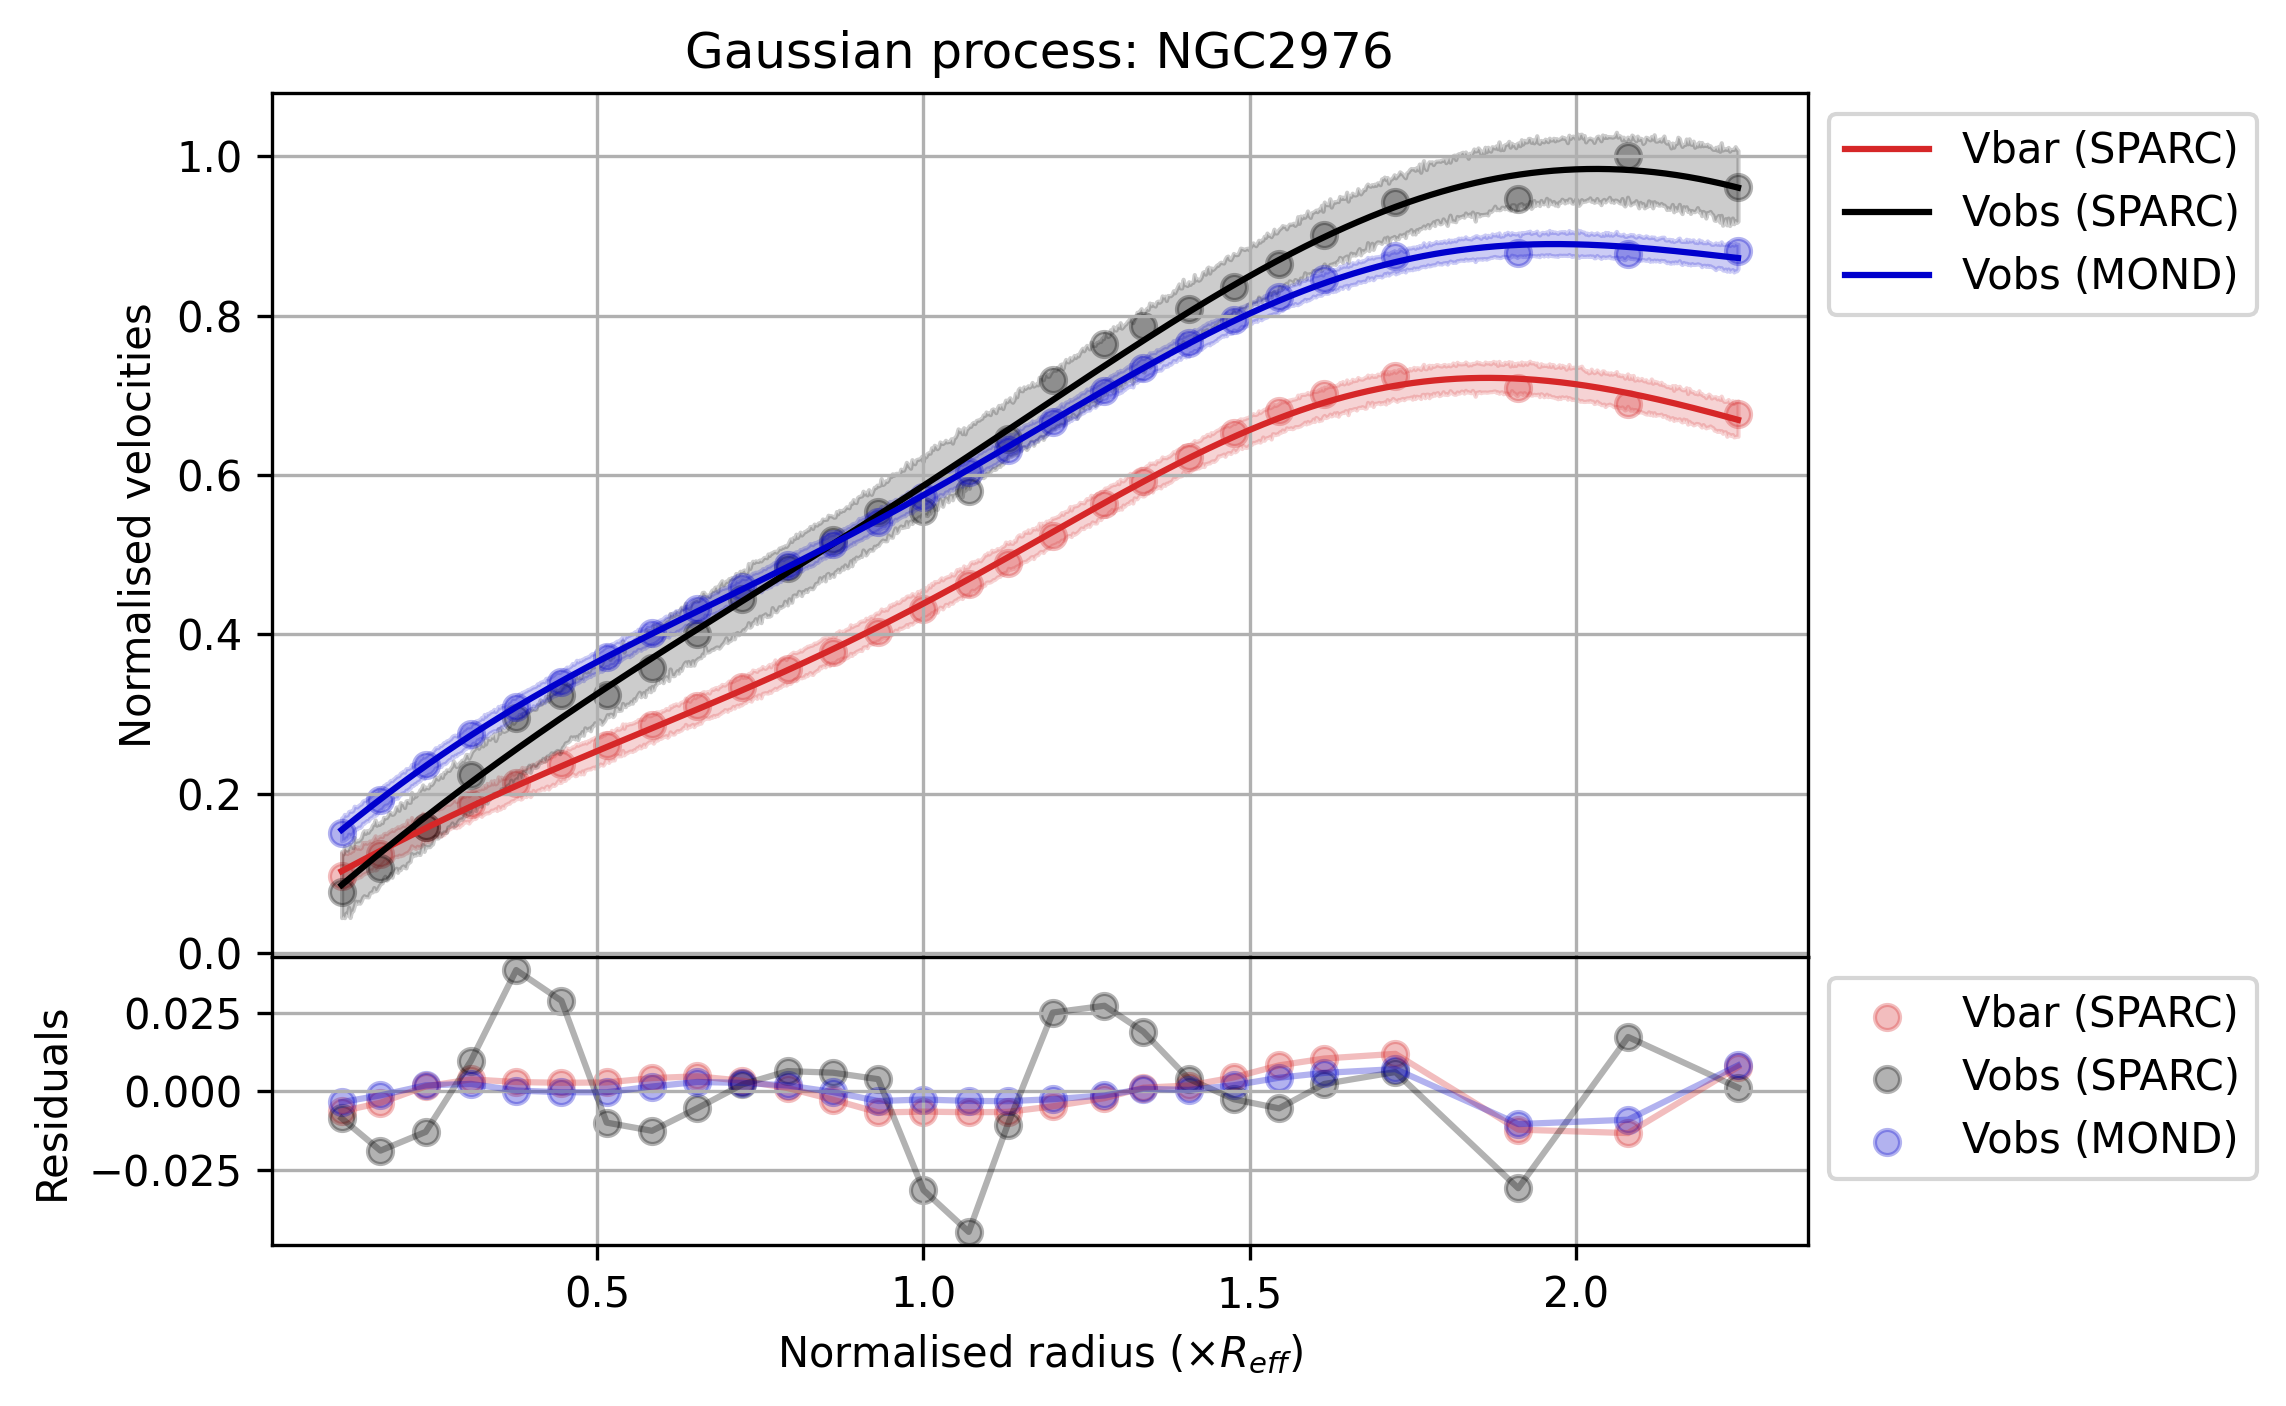 Gaussian process: NGC2976
Normalised velocities
1.0
0.8
0.6
0.4
0.2
0.0
Vbar (SPARC)
Vobs (SPARC)
Vobs (MOND)
Residuals
0.025
0.000
−0.025
Vbar (SPARC)
Vobs (SPARC)
Vobs (MOND)
0.5 1.0 1.5 2.0
Normalised radius (×R_eff)